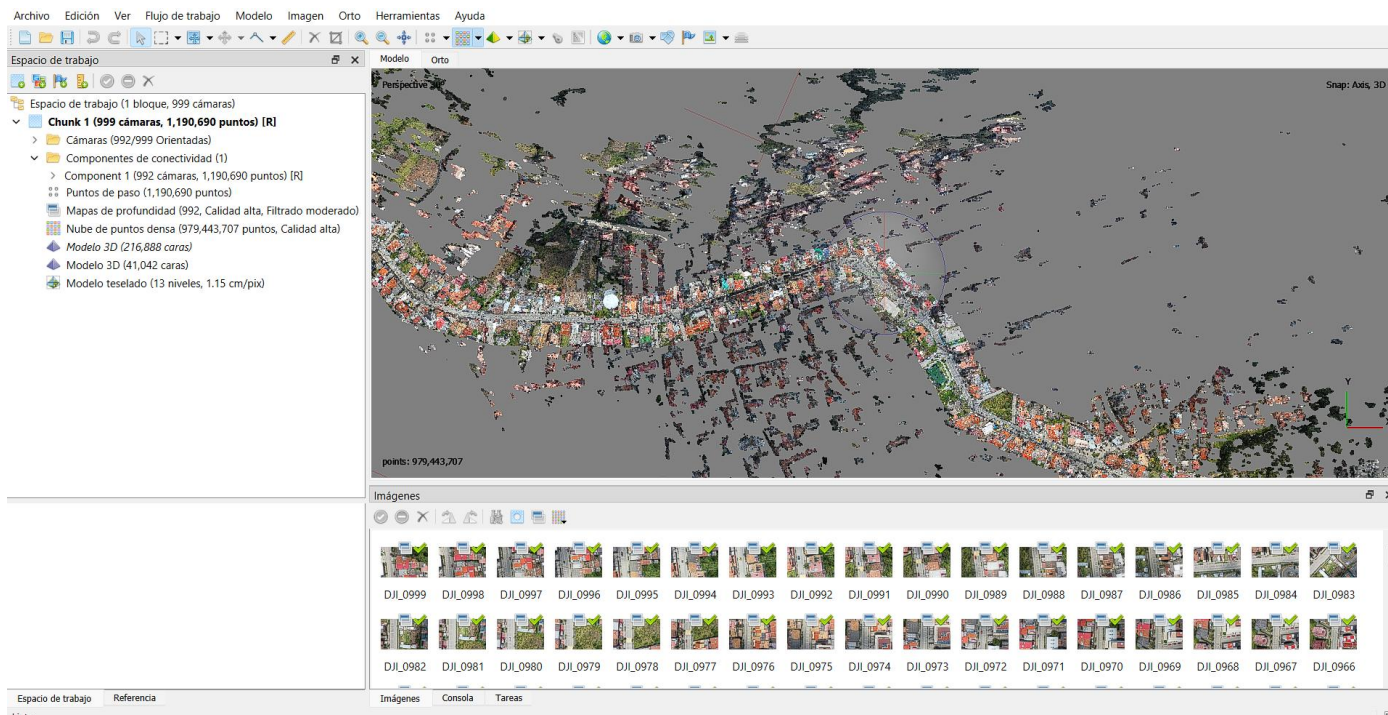 Archivo Edición Ver Flujo de trabajo Modelo Imagen Orto Herramientas Ayuda
Espacio de trabajo
Modelo Orto
Espacio de trabajo (1 bloque, 999 cámaras)
Chunk 1 (999 cámaras, 1,190,690 puntos) [R]
Cámaras (992/999 Orientadas)
Componentes de conectividad (1)
Component 1 (992 cámaras, 1,190,690 puntos) [R]
Puntos de paso (1,190,690 puntos)
Mapas de profundidad (992, Calidad alta, Filtrado moderado)
Nube de puntos densa (979,443,707 puntos, Calidad alta)
Modelo 3D (216,888 caras)
Modelo 3D (41,042 caras)
Modelo teselado (13 niveles, 1.15 cm/pix)
Perspective
Snap: Axis, 3D
Y
points: 979,443,707
Imágenes
DJI_0999 DJI_0998 DJI_0997 DJI_0996 DJI_0995 DJI_0994 DJI_0993 DJI_0992 DJI_0991 DJI_0990 DJI_0989 DJI_0988 DJI_0987 DJI_0986 DJI_0985 DJI_0984 DJI_0983
DJI_0982 DJI_0981 DJI_0980 DJI_0979 DJI_0978 DJI_0977 DJI_0976 DJI_0975 DJI_0974 DJI_0973 DJI_0972 DJI_0971 DJI_0970 DJI_0969 DJI_0968 DJI_0967 DJI_0966
Espacio de trabajo Referencia
Imágenes Consola Tareas